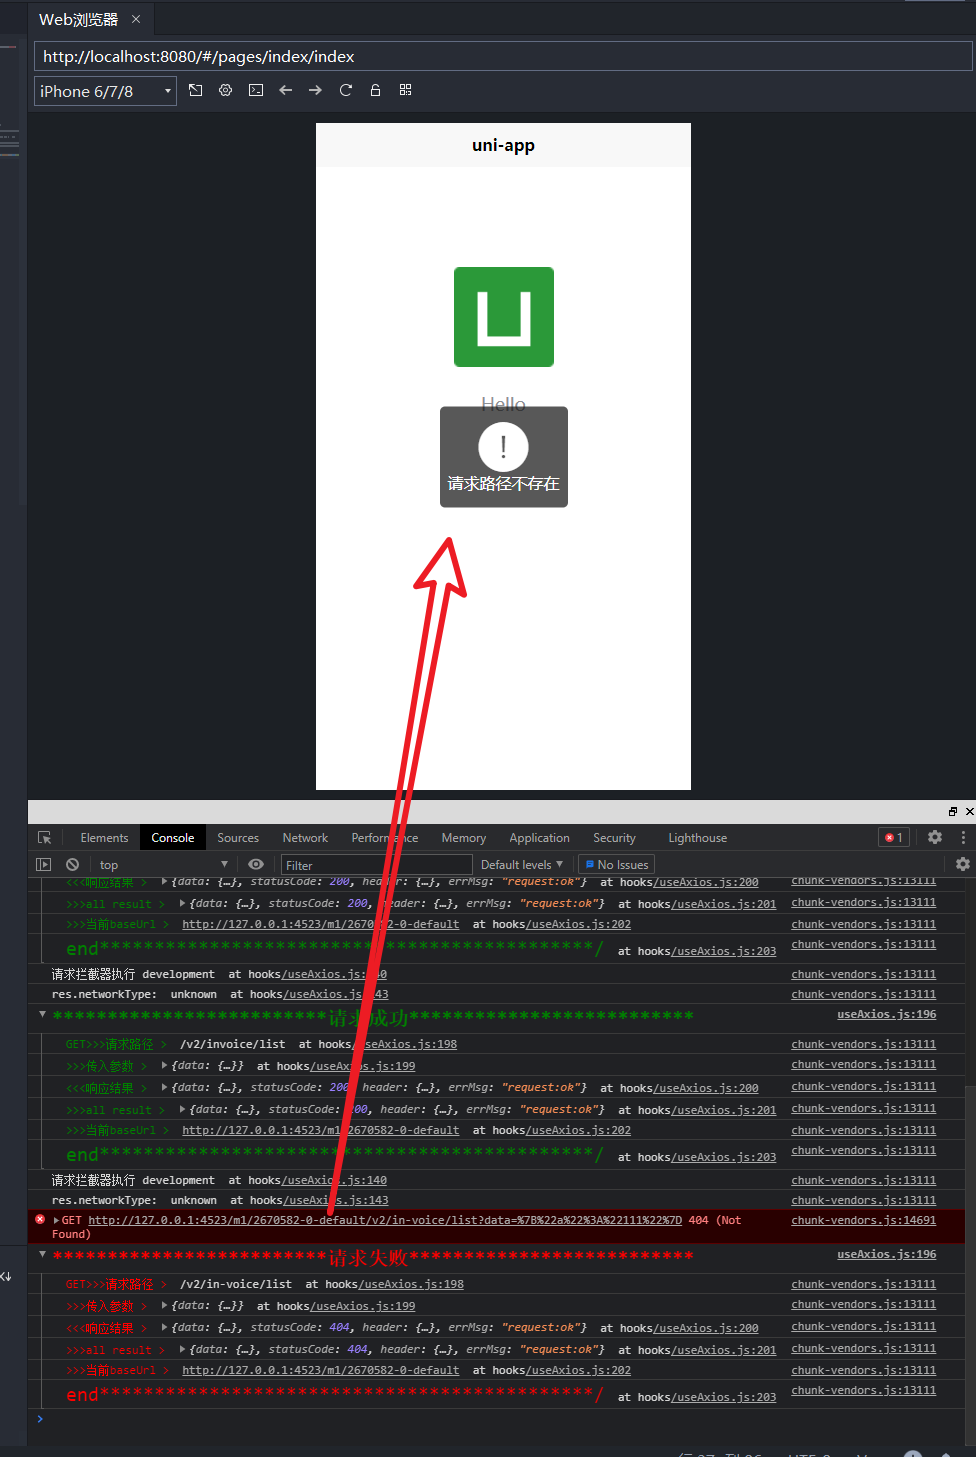 Web浏览器 ×
http://localhost:8080/#/pages/index/index
iPhone 6/7/8
uni-app
Hello
!
请求路径不存在
Elements Console Sources Network Performance Memory Application Security Lighthouse 1
top Filter Default levels No Issues
<<<响应结果 > {data: {…}, statusCode: 200, header: {…}, errMsg: "request:ok"} at hooks/useAxios.js:200 chunk-vendors.js:13111
>>>all result > {data: {…}, statusCode: 200, header: {…}, errMsg: "request:ok"} at hooks/useAxios.js:201 chunk-vendors.js:13111
>>>当前baseUrl > http://127.0.0.1:4523/m1/2670582-0-default at hooks/useAxios.js:202 chunk-vendors.js:13111
end*********************************************/ at hooks/useAxios.js:203 chunk-vendors.js:13111
请求拦截器执行 development at hooks/useAxios.js:140 chunk-vendors.js:13111
res.networkType: unknown at hooks/useAxios.js:143 chunk-vendors.js:13111
*************************请求成功************************** useAxios.js:196
GET>>>请求路径 > /v2/invoice/list at hooks/useAxios.js:198 chunk-vendors.js:13111
>>>传入参数 > {data: {…}} at hooks/useAxios.js:199 chunk-vendors.js:13111
<<<响应结果 > {data: {…}, statusCode: 200, header: {…}, errMsg: "request:ok"} at hooks/useAxios.js:200 chunk-vendors.js:13111
>>>all result > {data: {…}, statusCode: 200, header: {…}, errMsg: "request:ok"} at hooks/useAxios.js:201 chunk-vendors.js:13111
>>>当前baseUrl > http://127.0.0.1:4523/m1/2670582-0-default at hooks/useAxios.js:202 chunk-vendors.js:13111
end*********************************************/ at hooks/useAxios.js:203 chunk-vendors.js:13111
请求拦截器执行 development at hooks/useAxios.js:140 chunk-vendors.js:13111
res.networkType: unknown at hooks/useAxios.js:143 chunk-vendors.js:13111
GET http://127.0.0.1:4523/m1/2670582-0-default/v2/in-voice/list?data=%7B%22a%22%3A%22111%22%7D 404 (Not chunk-vendors.js:14691
Found)
*************************请求失败************************** useAxios.js:196
GET>>>请求路径 > /v2/in-voice/list at hooks/useAxios.js:198 chunk-vendors.js:13111
>>>传入参数 > {data: {…}} at hooks/useAxios.js:199 chunk-vendors.js:13111
<<<响应结果 > {data: {…}, statusCode: 404, header: {…}, errMsg: "request:ok"} at hooks/useAxios.js:200 chunk-vendors.js:13111
>>>all result > {data: {…}, statusCode: 404, header: {…}, errMsg: "request:ok"} at hooks/useAxios.js:201 chunk-vendors.js:13111
>>>当前baseUrl > http://127.0.0.1:4523/m1/2670582-0-default at hooks/useAxios.js:202 chunk-vendors.js:13111
end*********************************************/ at hooks/useAxios.js:203 chunk-vendors.js:13111